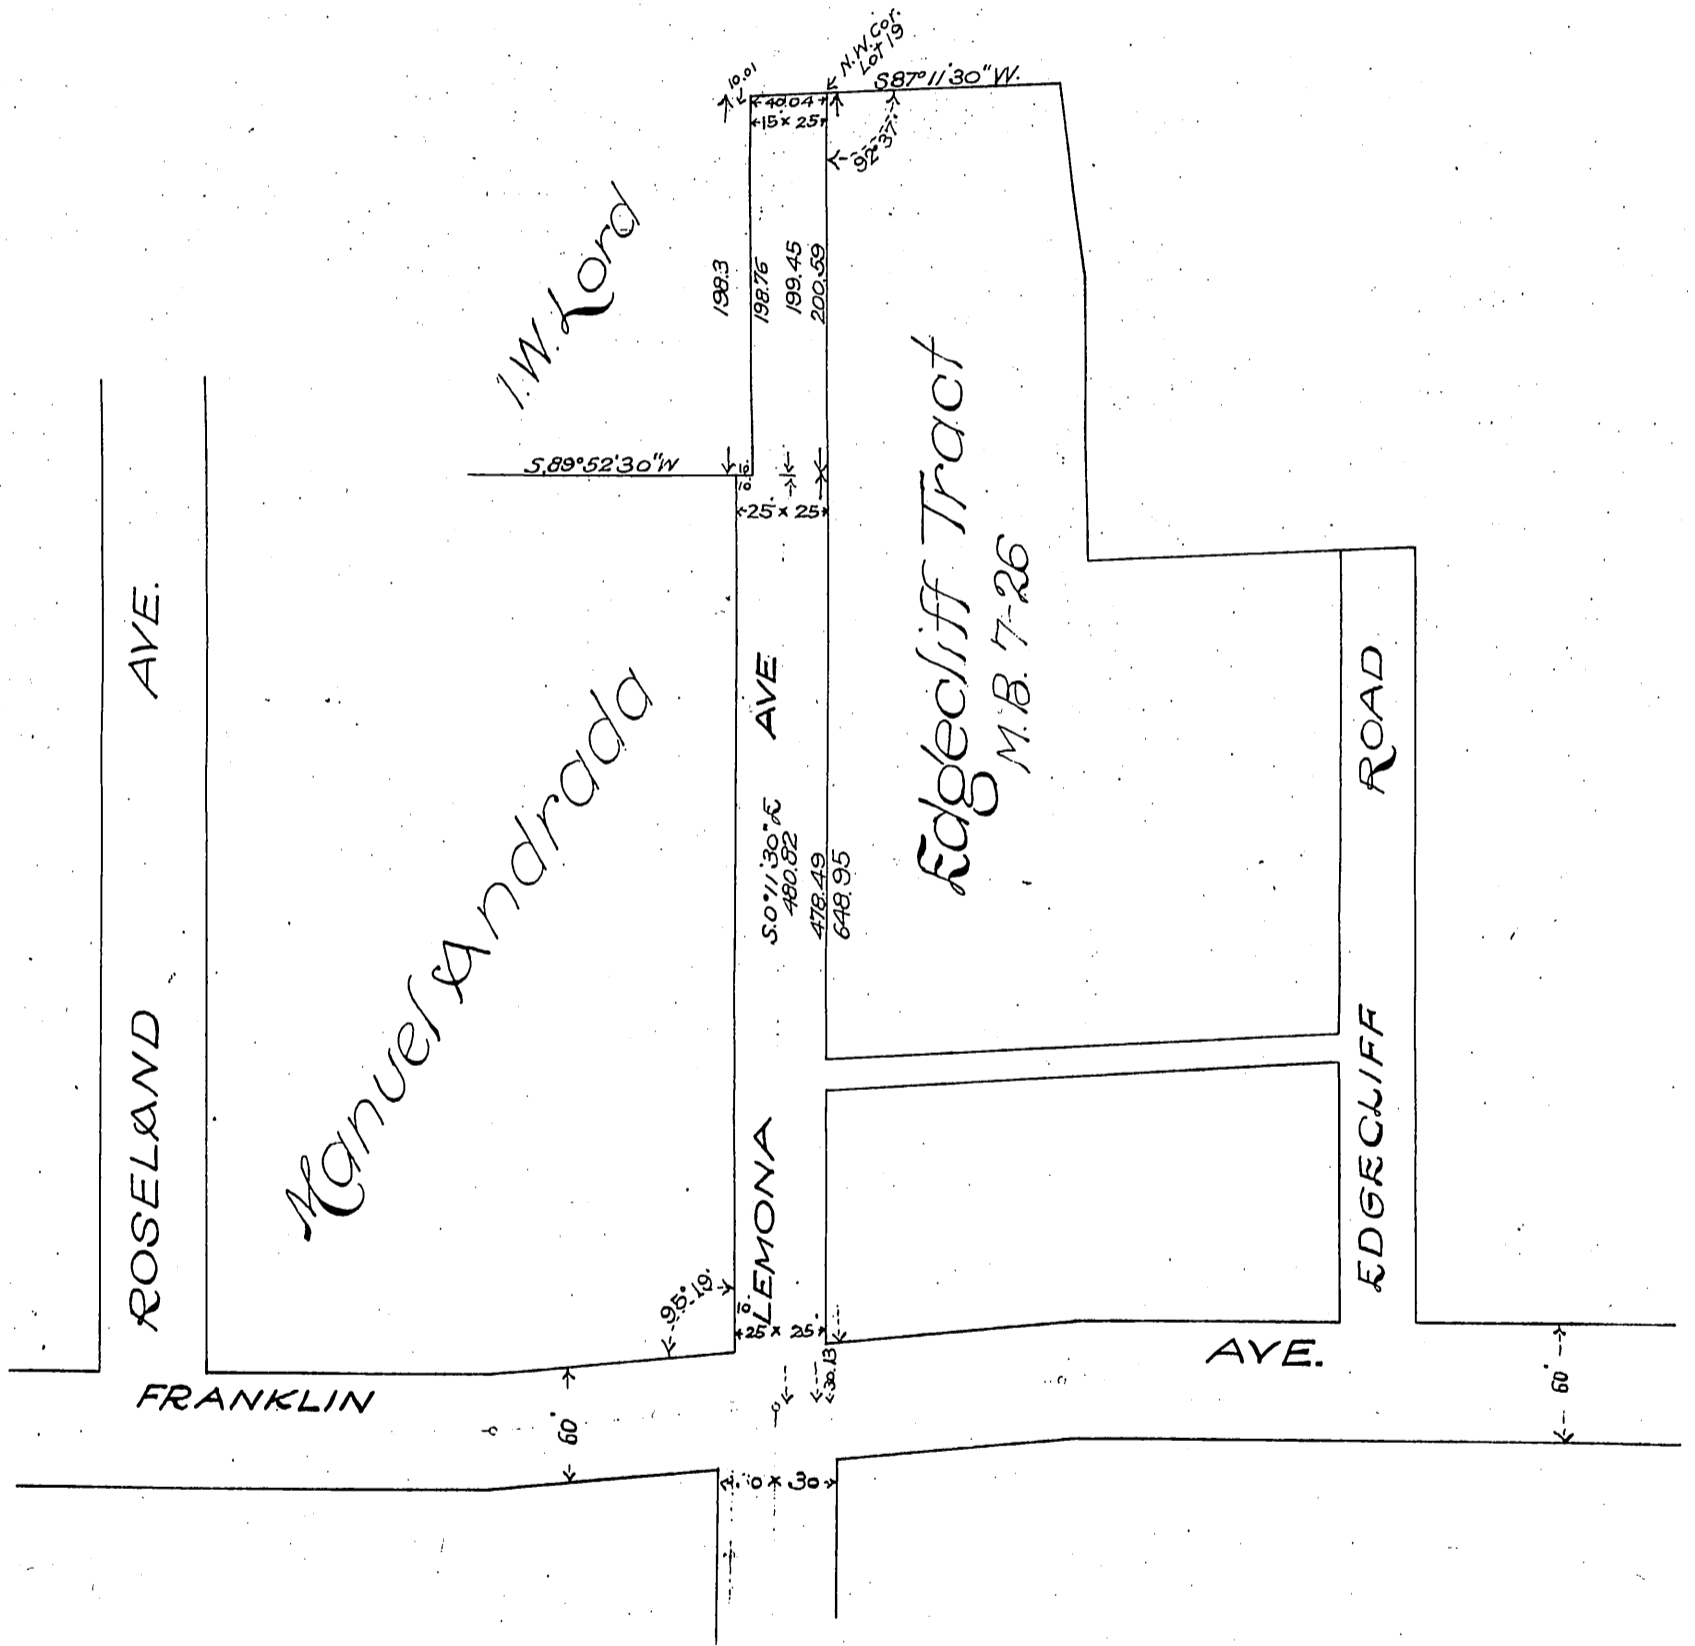 N.W. Cor.
Lot 19
S87°11'30"W.
10.01
40.04
15 x 25
92°37'
198.3
198.76
199.45
200.59
I.W. Lord
S.89°52'30"W
10.
10.
25 x 25
Edgecliff Tract
M.B. 7-26
ROSELAND AVE.
Manuel Andrada
LEMONA AVE
S.0°11'30"E
480.82
478.49
648.95
EDGECLIFF ROAD
95°19'
10.
25 x 25
30.13
FRANKLIN AVE.
60'
60'
x 30